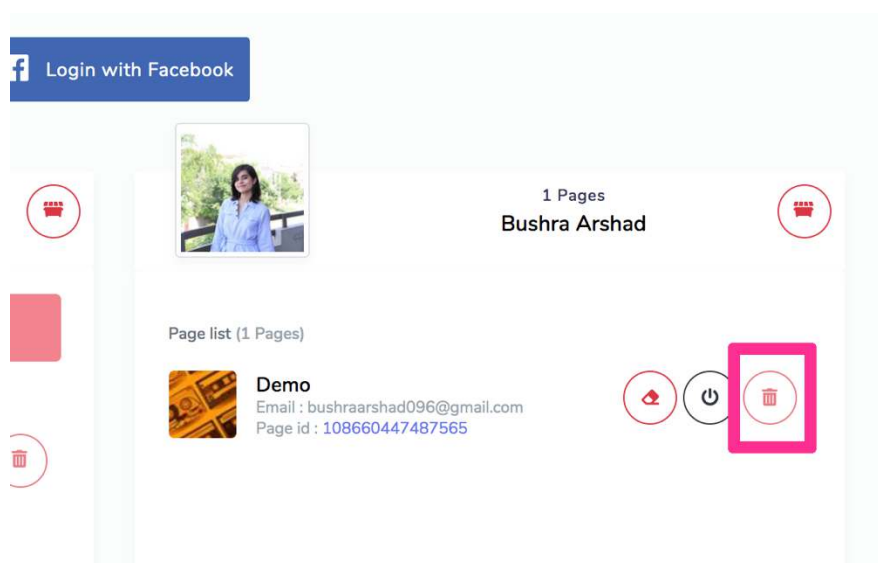 Login with Facebook
1 Pages
Bushra Arshad
Page list (1 Pages)
Demo
Email : bushraarshad096@gmail.com
Page id : 108660447487565